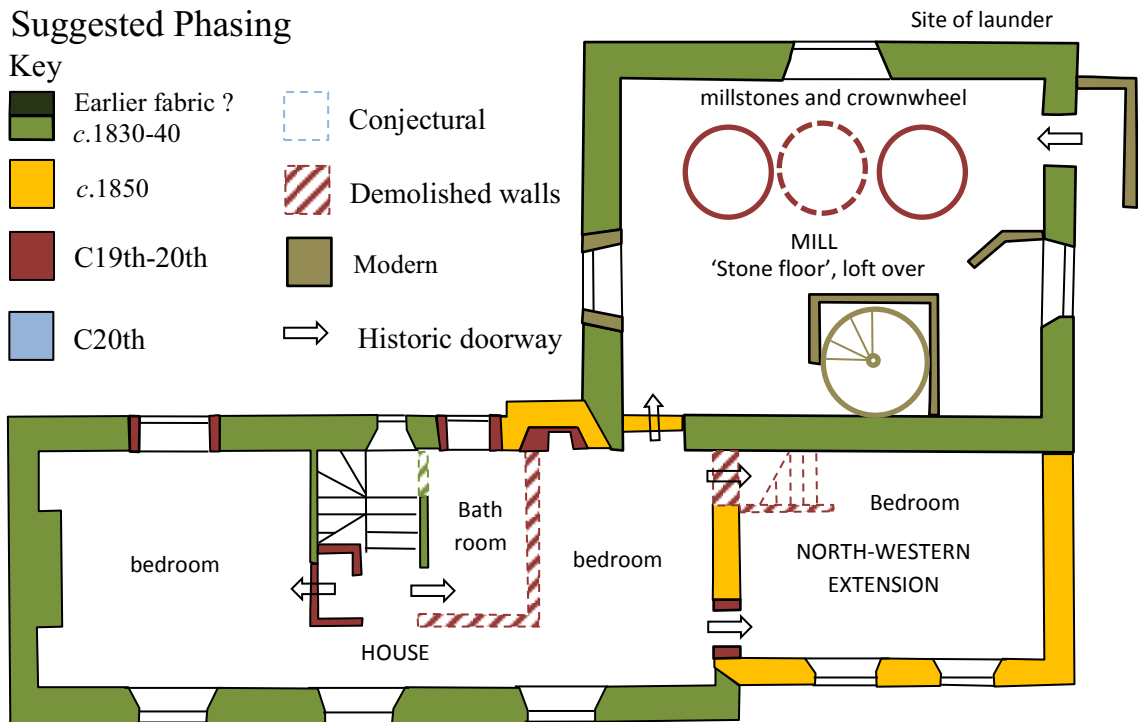 Suggested Phasing
Key
Earlier fabric ?
c.1830-40
c.1850
C19th-20th
C20th
Conjectural
Demolished walls
Modern
Historic doorway
Site of launder
millstones and crownwheel
MILL
‘Stone floor’, loft over
bedroom
Bath
room
bedroom
HOUSE
Bedroom
NORTH-WESTERN
EXTENSION